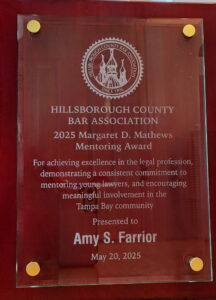 HILLSBOROUGH COUNTY
BAR ASSOCIATION
2025 Margaret D. Mathews
Mentoring Award
For achieving excellence in the legal profession,
demonstrating a consistent commitment to
mentoring young lawyers, and encouraging
meaningful involvement in the
Tampa Bay community
Presented to
Amy S. Farrior
May 20, 2025